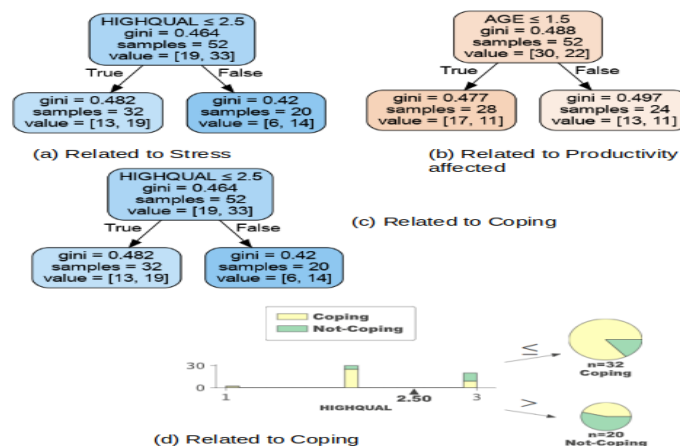 HIGHQUAL ≤ 2.5
gini = 0.464
samples = 52
value = [19, 33]
True
False
gini = 0.482
samples = 32
value = [13, 19]
gini = 0.42
samples = 20
value = [6, 14]
(a) Related to Stress
AGE ≤ 1.5
gini = 0.488
samples = 52
value = [30, 22]
True
False
gini = 0.477
samples = 28
value = [17, 11]
gini = 0.497
samples = 24
value = [13, 11]
(b) Related to Productivity
affected
HIGHQUAL ≤ 2.5
gini = 0.464
samples = 52
value = [19, 33]
True
False
gini = 0.482
samples = 32
value = [13, 19]
gini = 0.42
samples = 20
value = [6, 14]
(c) Related to Coping
Coping
Not-Coping
30
0
1
2.50
3
HIGHQUAL
≤
n=32
Coping
>
n=20
Not-Coping
(d) Related to Coping